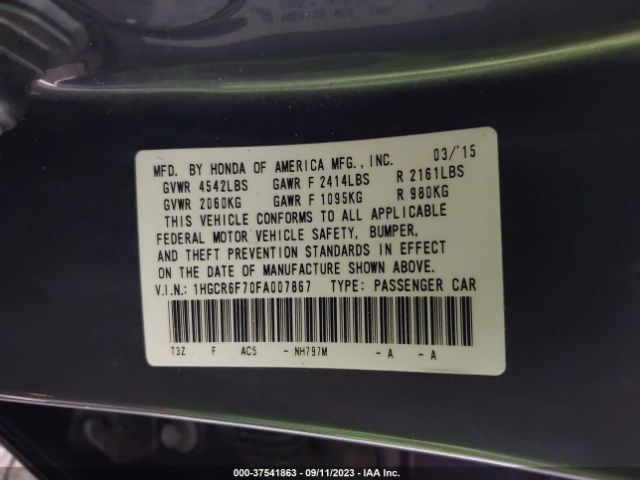 MFD. BY HONDA OF AMERICA MFG., INC. 03/'15
GVWR 4542LBS GAWR F 2414LBS R 2161LBS
GVWR 2060KG GAWR F 1095KG R 980KG
THIS VEHICLE CONFORMS TO ALL APPLICABLE
FEDERAL MOTOR VEHICLE SAFETY, BUMPER,
AND THEFT PREVENTION STANDARDS IN EFFECT
ON THE DATE OF MANUFACTURE SHOWN ABOVE.
V.I.N.: 1HGCR6F70FA007867 TYPE: PASSENGER CAR
T3Z F AC5 - NH797M - A - A
000-37541863 - 09/11/2023 - IAA Inc.